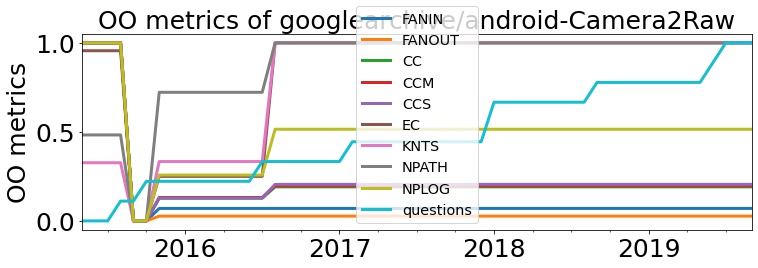 OO metrics of googlearchive/android-Camera2Raw
OO metrics
1.0
0.5
0.0
FANIN
FANOUT
CC
CCM
CCS
EC
KNTS
NPATH
NPLOG
questions
2016
2017
2018
2019